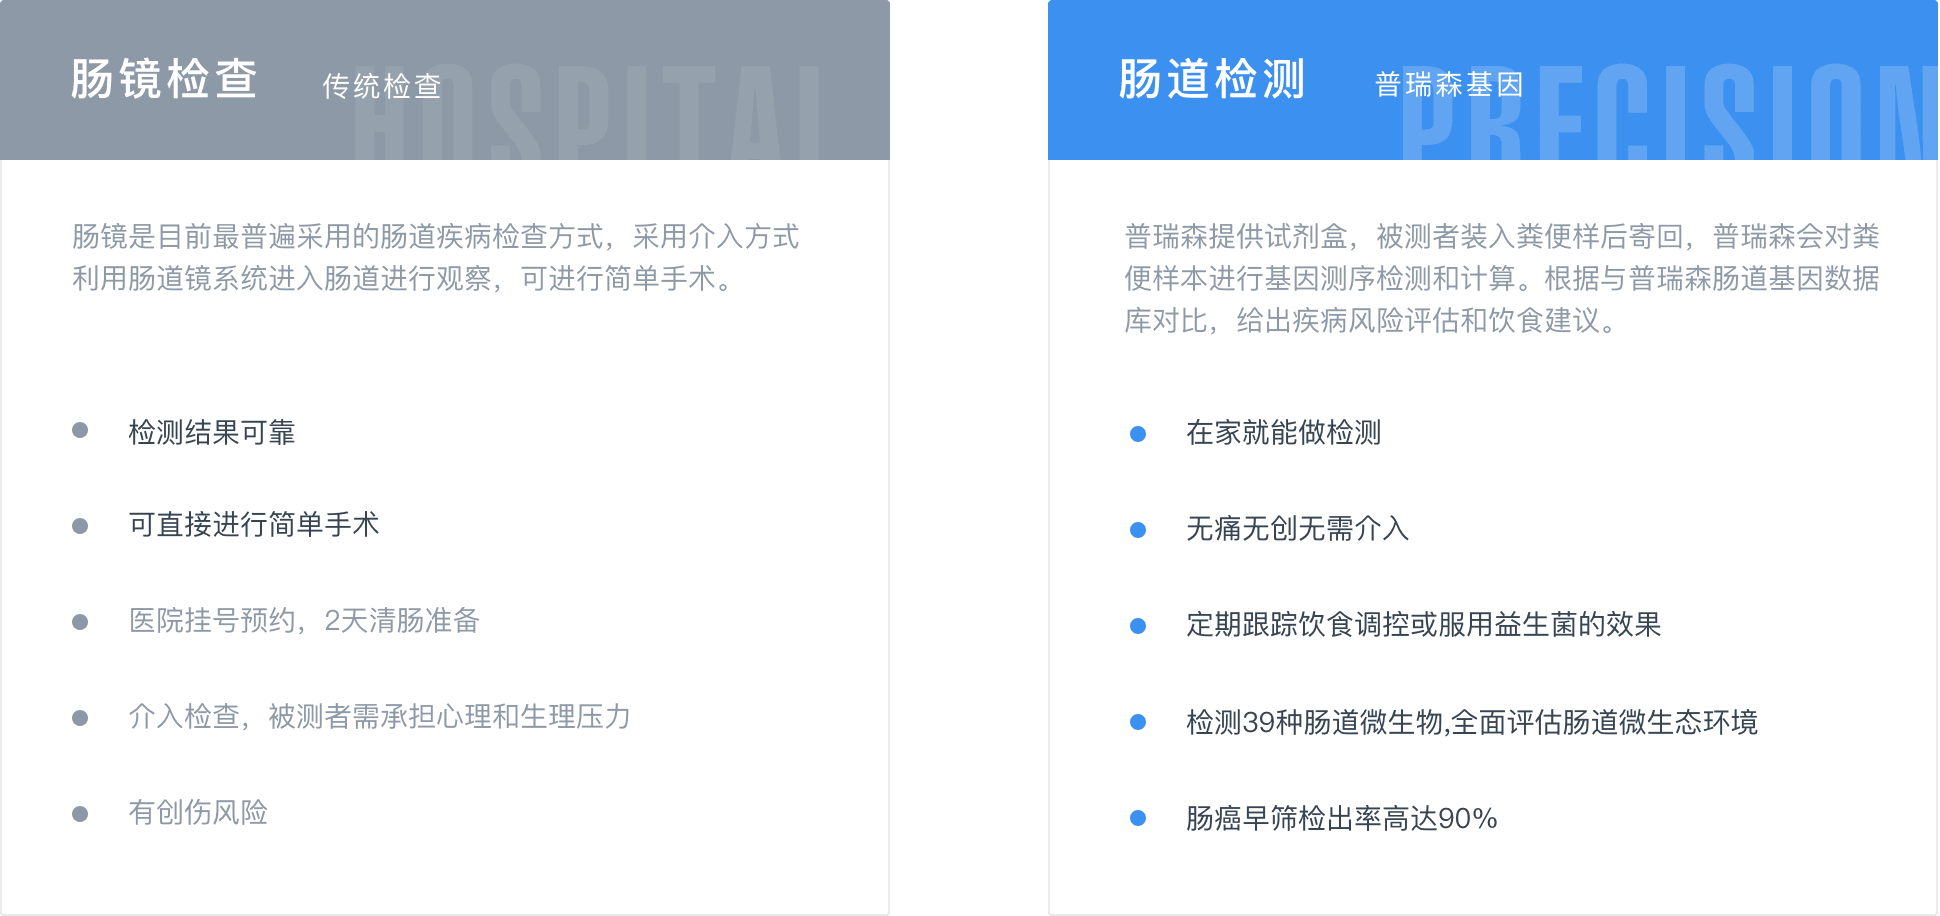 肠镜检查 传统检查
HOSPITAL
肠镜是目前最普遍采用的肠道疾病检查方式，采用介入方式
利用肠道镜系统进入肠道进行观察，可进行简单手术。
检测结果可靠
可直接进行简单手术
医院挂号预约，2天清肠准备
介入检查，被测者需承担心理和生理压力
有创伤风险
肠道检测 普瑞森基因
PRECISION
普瑞森提供试剂盒，被测者装入粪便样后寄回，普瑞森会对粪
便样本进行基因测序检测和计算。根据与普瑞森肠道基因数据
库对比，给出疾病风险评估和饮食建议。
在家就能做检测
无痛无创无需介入
定期跟踪饮食调控或服用益生菌的效果
检测39种肠道微生物,全面评估肠道微生态环境
肠癌早筛检出率高达90%